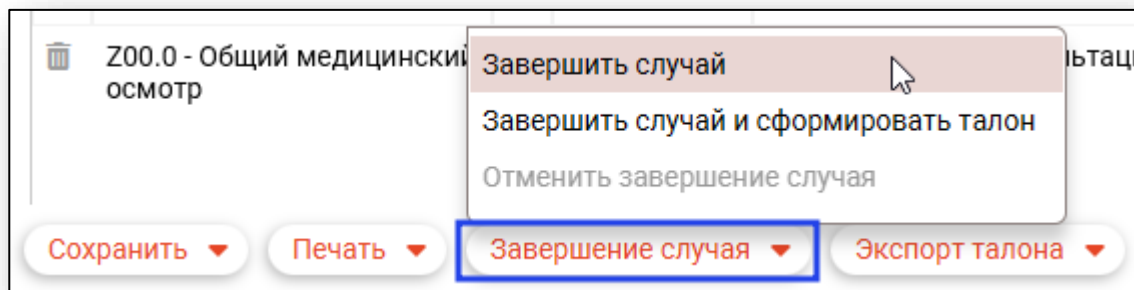 Z00.0 - Общий медицинский
осмотр
Завершить случай
Завершить случай и сформировать талон
Отменить завершение случая
Сохранить
Печать
Завершение случая
Экспорт талона